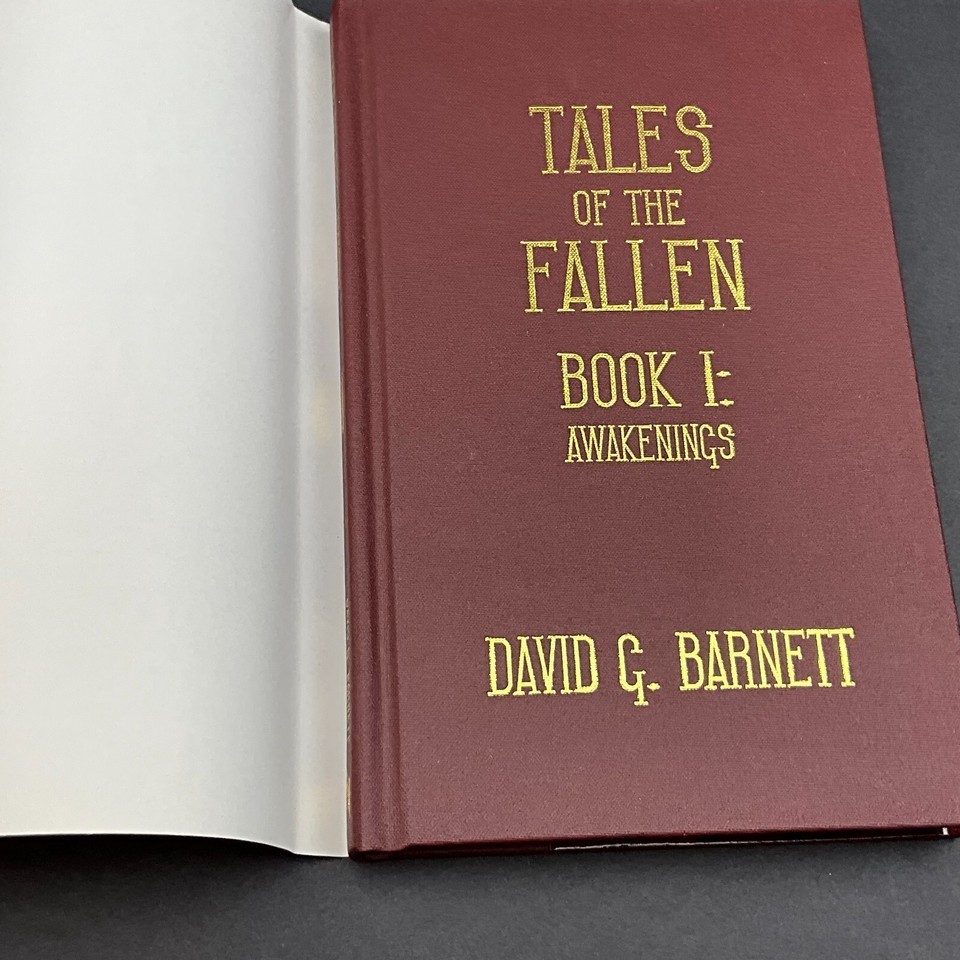 TALES
OF THE
FALLEN
BOOK I:
AWAKENINGS
DAVID G. BARNETT